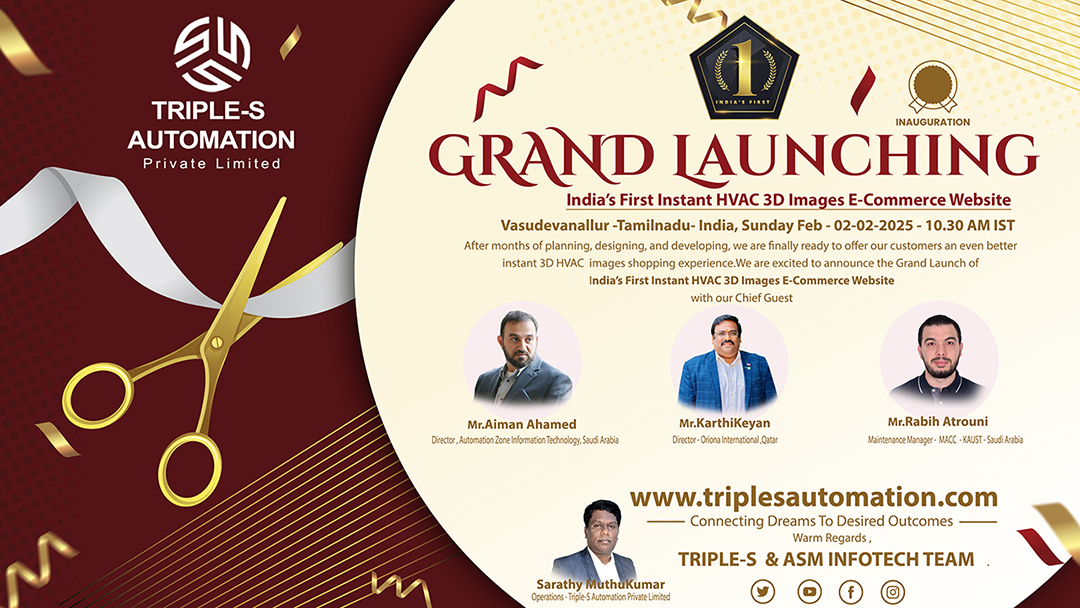 TRIPLE-S
AUTOMATION
Private Limited
1
INDIA'S FIRST
INAUGURATION
GRAND LAUNCHING
India's First Instant HVAC 3D Images E-Commerce Website
Vasudevanallur -Tamilnadu- India, Sunday Feb - 02-02-2025 - 10.30 AM IST
After months of planning, designing, and developing, we are finally ready to offer our customers an even better
instant 3D HVAC images shopping experience.We are excited to announce the Grand Launch of
India's First Instant HVAC 3D Images E-Commerce Website
with our Chief Guest
Mr.Aiman Ahamed
Director , Automation Zone Information Technology, Saudi Arabia
Mr.KarthiKeyan
Director - Oriona International ,Qatar
Mr.Rabih Atrouni
Maintenance Manager - MACC - KAUST - Saudi Arabia
www.triplesautomation.com
Connecting Dreams To Desired Outcomes
Warm Regards ,
TRIPLE-S & ASM INFOTECH TEAM .
Sarathy MuthuKumar
Operations - Triple-S Automation Private Limited